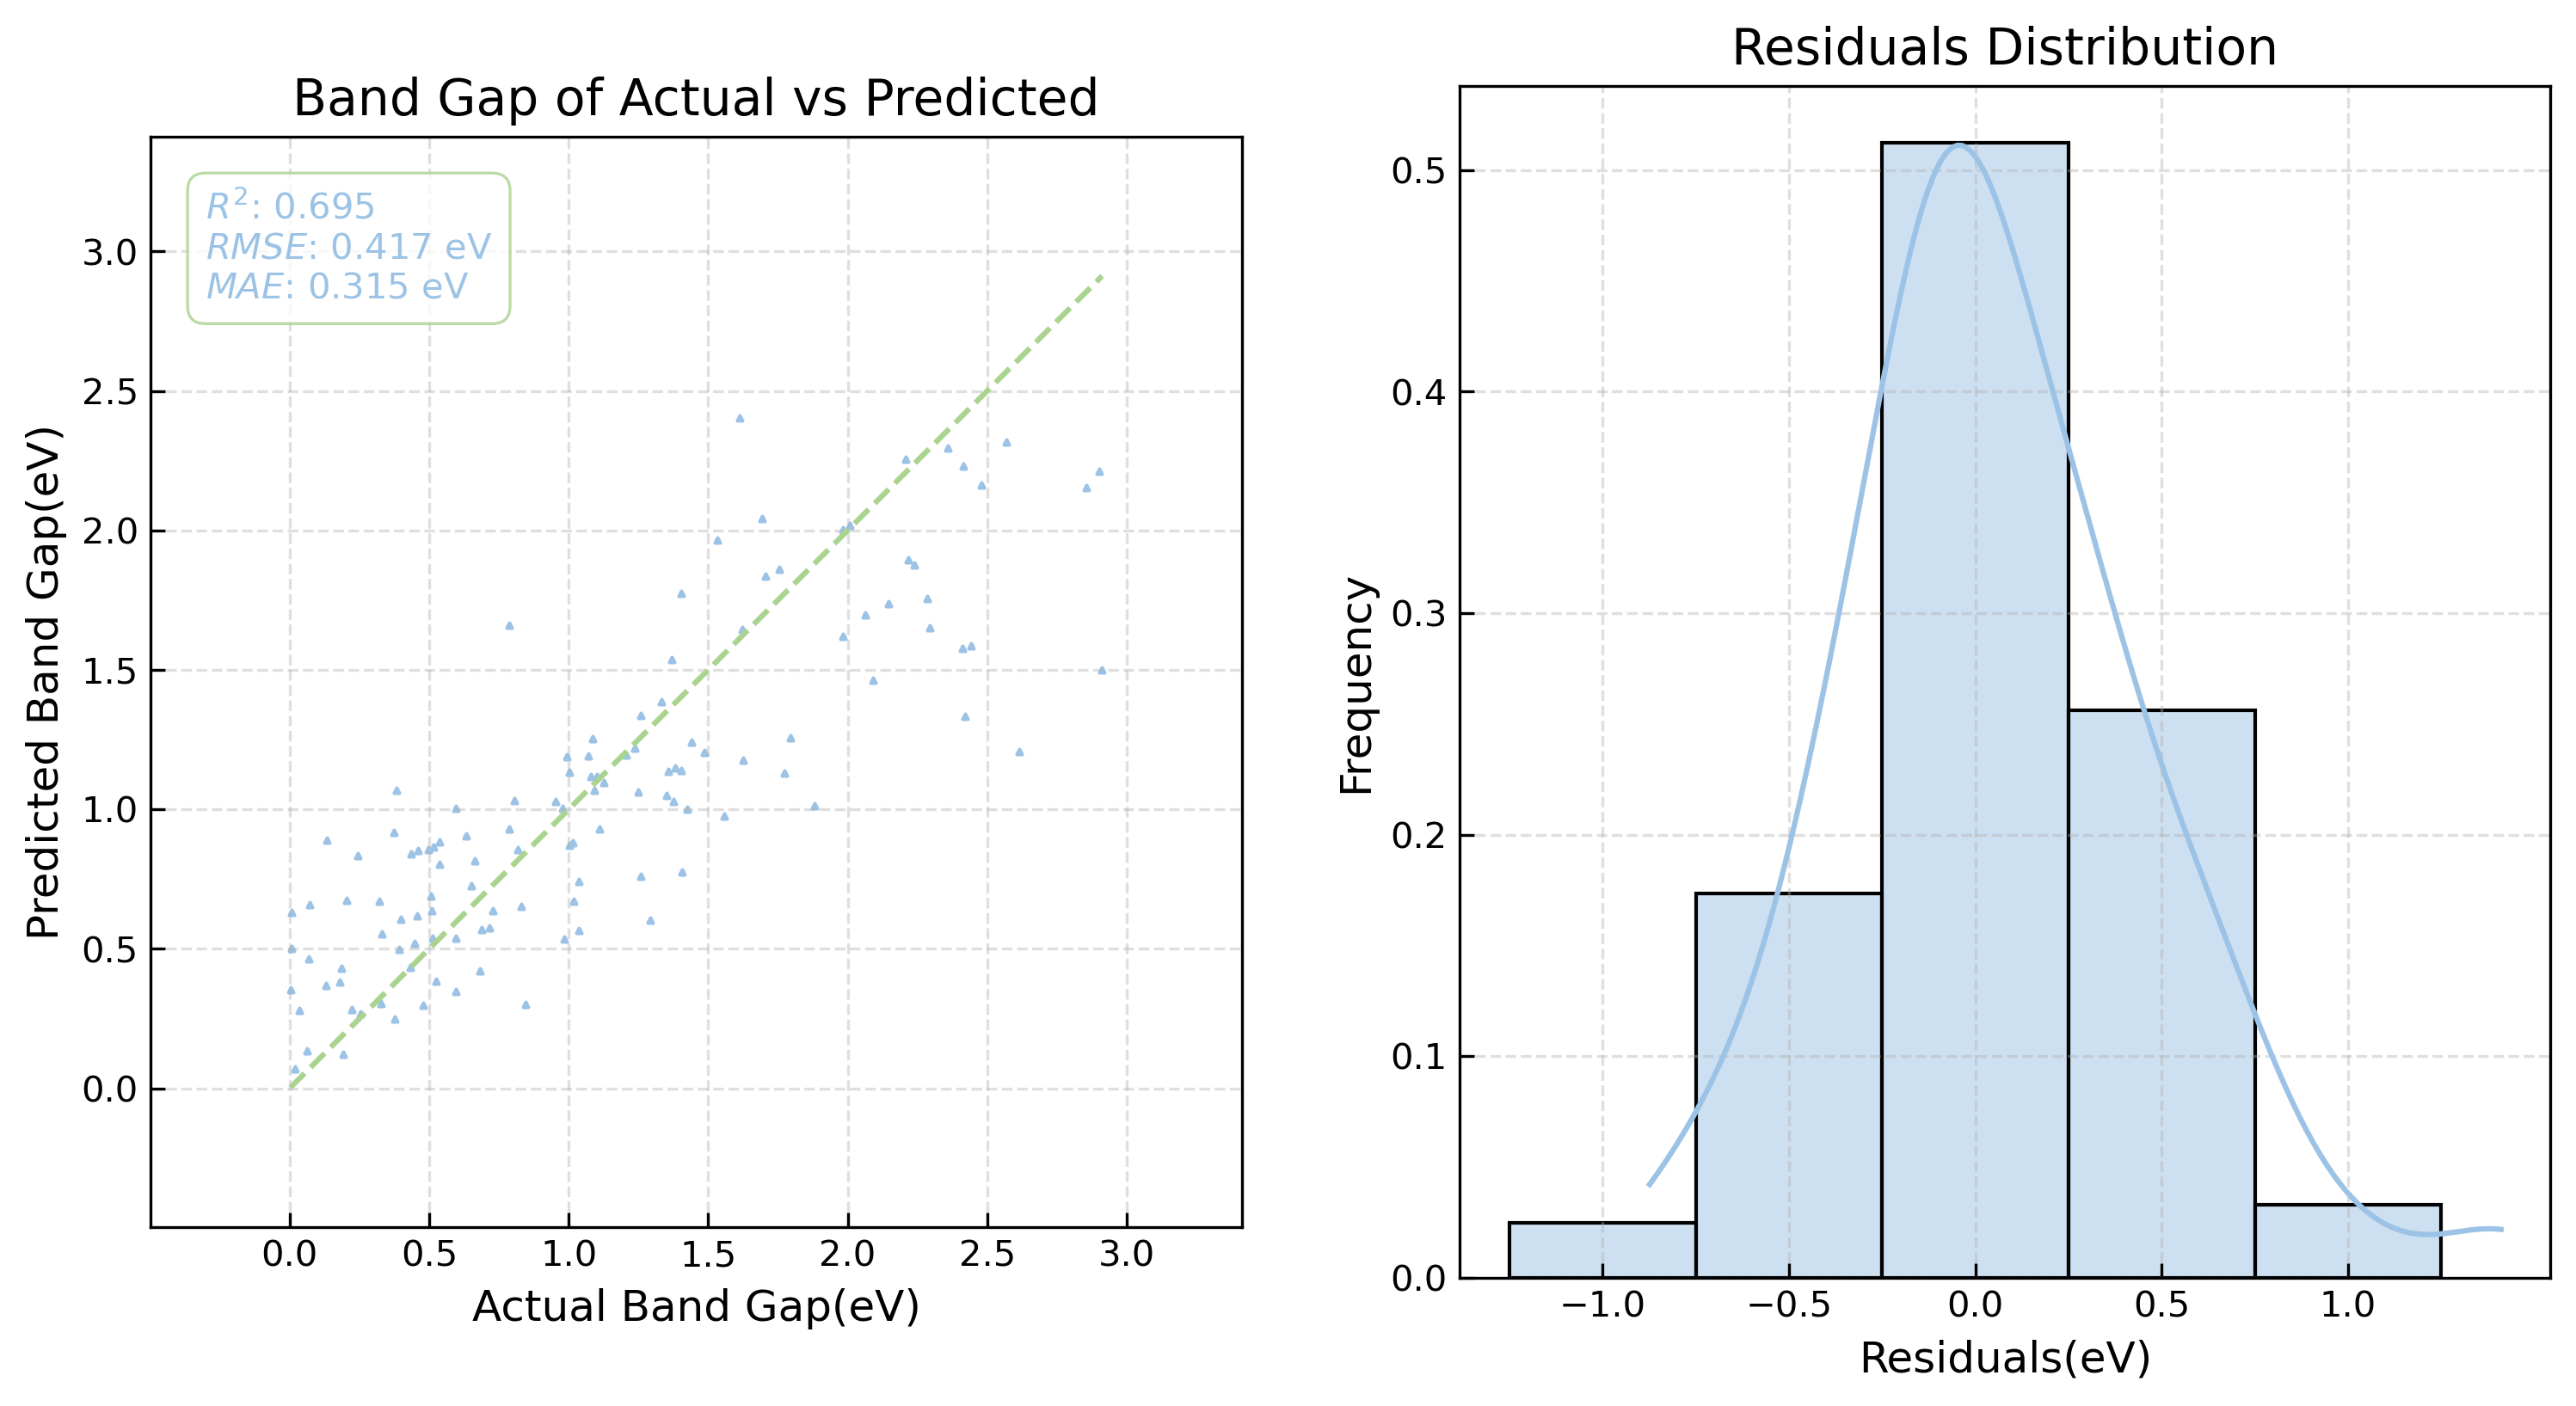 Band Gap of Actual vs Predicted
R²: 0.695
RMSE: 0.417 eV
MAE: 0.315 eV
3.0
2.5
2.0
1.5
1.0
0.5
0.0
Predicted Band Gap(eV)
0.0 0.5 1.0 1.5 2.0 2.5 3.0
Actual Band Gap(eV)
Residuals Distribution
0.5
0.4
0.3
0.2
0.1
0.0
Frequency
−1.0 −0.5 0.0 0.5 1.0
Residuals(eV)